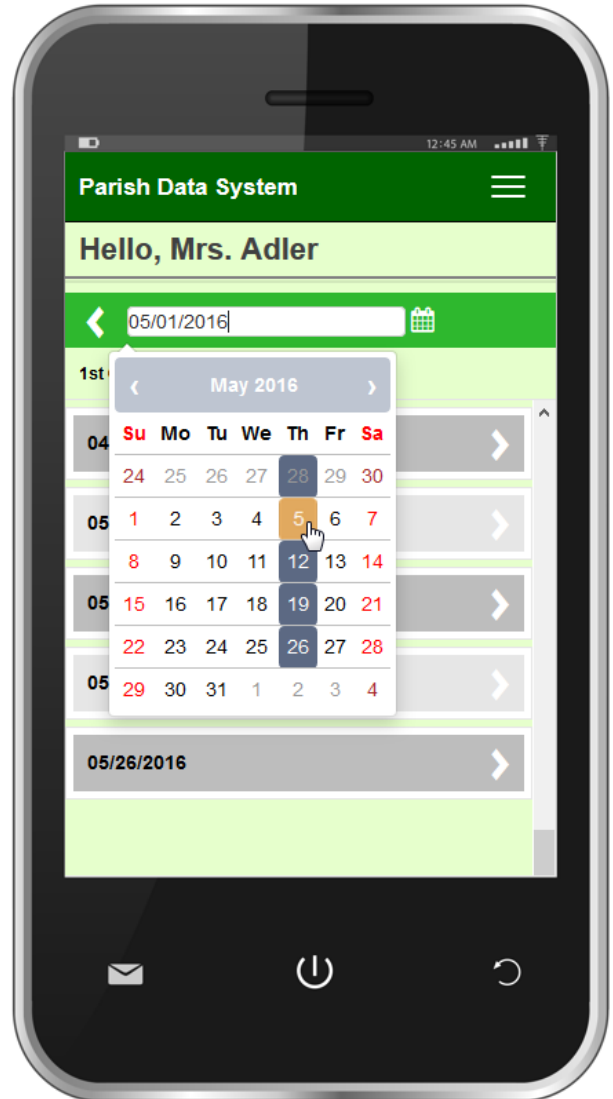 12:45 AM
Parish Data System
Hello, Mrs. Adler
05/01/2016
1st
‹ May 2016 ›
Su Mo Tu We Th Fr Sa
04
24 25 26 27 28 29 30
05
1 2 3 4 5 6 7
8 9 10 11 12 13 14
05
15 16 17 18 19 20 21
22 23 24 25 26 27 28
05
29 30 31 1 2 3 4
05/26/2016